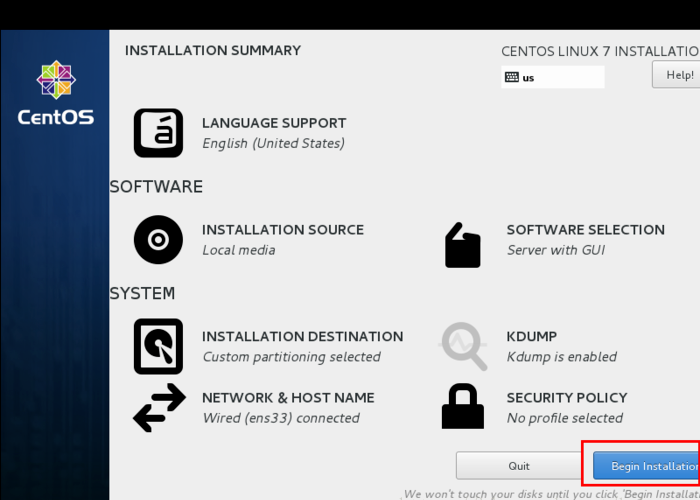 INSTALLATION SUMMARY
CENTOS LINUX 7 INSTALLATIO
us
Help!
CentOS
á
LANGUAGE SUPPORT
English (United States)
SOFTWARE
INSTALLATION SOURCE
Local media
SOFTWARE SELECTION
Server with GUI
SYSTEM
INSTALLATION DESTINATION
Custom partitioning selected
KDUMP
Kdump is enabled
NETWORK & HOST NAME
Wired (ens33) connected
SECURITY POLICY
No profile selected
Quit
Begin Installation
We won't touch your disks until you click 'Begin Installat